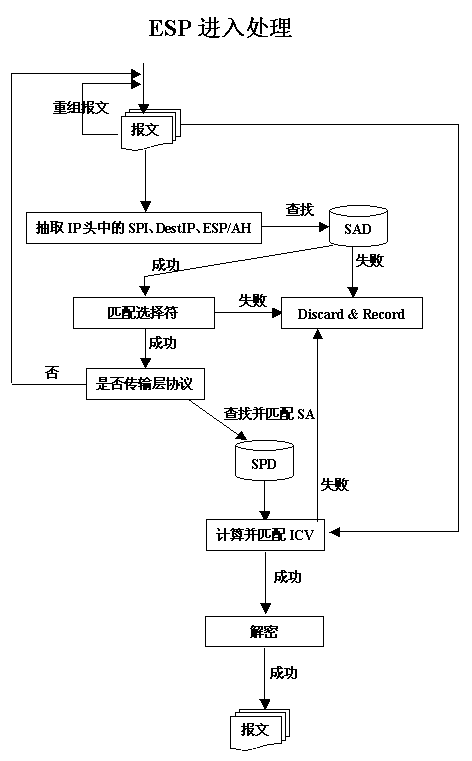 ESP 进入处理
重组报文
报文
抽取 IP 头中的 SPI、DestIP、ESP/AH
查找
SAD
成功
失败
匹配选择符
失败
Discard & Record
成功
否
是否传输层协议
查找并匹配 SA
SPD
失败
计算并匹配 ICV
成功
解密
成功
报文